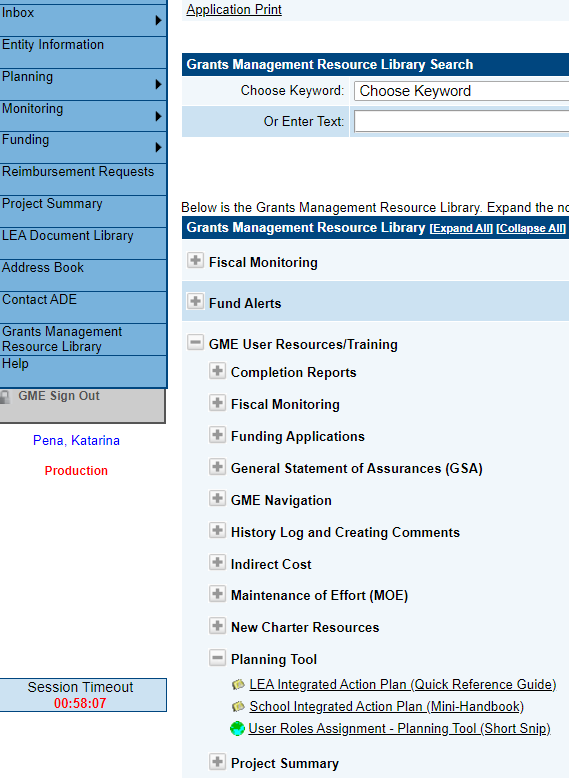 Inbox
Entity Information
Planning
Monitoring
Funding
Reimbursement Requests
Project Summary
LEA Document Library
Address Book
Contact ADE
Grants Management
Resource Library
Help
GME Sign Out
Pena, Katarina
Production
Session Timeout
00:58:07
Application Print
Grants Management Resource Library Search
Choose Keyword: Choose Keyword
Or Enter Text:
Below is the Grants Management Resource Library. Expand the
Grants Management Resource Library [Expand All] [Collapse All]
Fiscal Monitoring
Fund Alerts
GME User Resources/Training
Completion Reports
Fiscal Monitoring
Funding Applications
General Statement of Assurances (GSA)
GME Navigation
History Log and Creating Comments
Indirect Cost
Maintenance of Effort (MOE)
New Charter Resources
Planning Tool
LEA Integrated Action Plan (Quick Reference Guide)
School Integrated Action Plan (Mini-Handbook)
User Roles Assignment - Planning Tool (Short Snip)
Project Summary